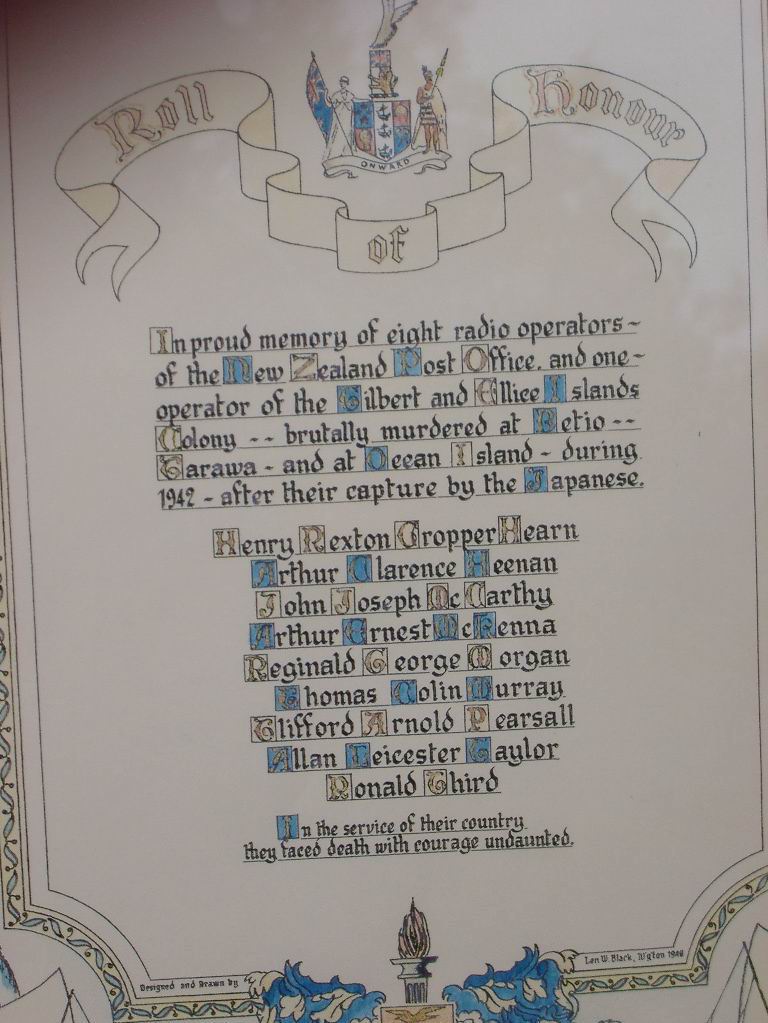 Roll of Honour
ONWARD
In proud memory of eight radio operators -
of the New Zealand Post Office. and one -
operator of the Gilbert and Ellice Islands
Colony -- brutally murdered at Betio --
Tarawa - and at Ocean Island - during
1942 - after their capture by the Japanese.
Henry Rexton Cropper Hearn
Arthur Clarence Heenan
John Joseph McCarthy
Arthur Ernest McKenna
Reginald George Morgan
Thomas Colin Murray
Clifford Arnold Pearsall
Allan Leicester Taylor
Ronald Third
In the service of their country
they faced death with courage undaunted.
Designed and Drawn by
Len W. Black, W'gton 1948